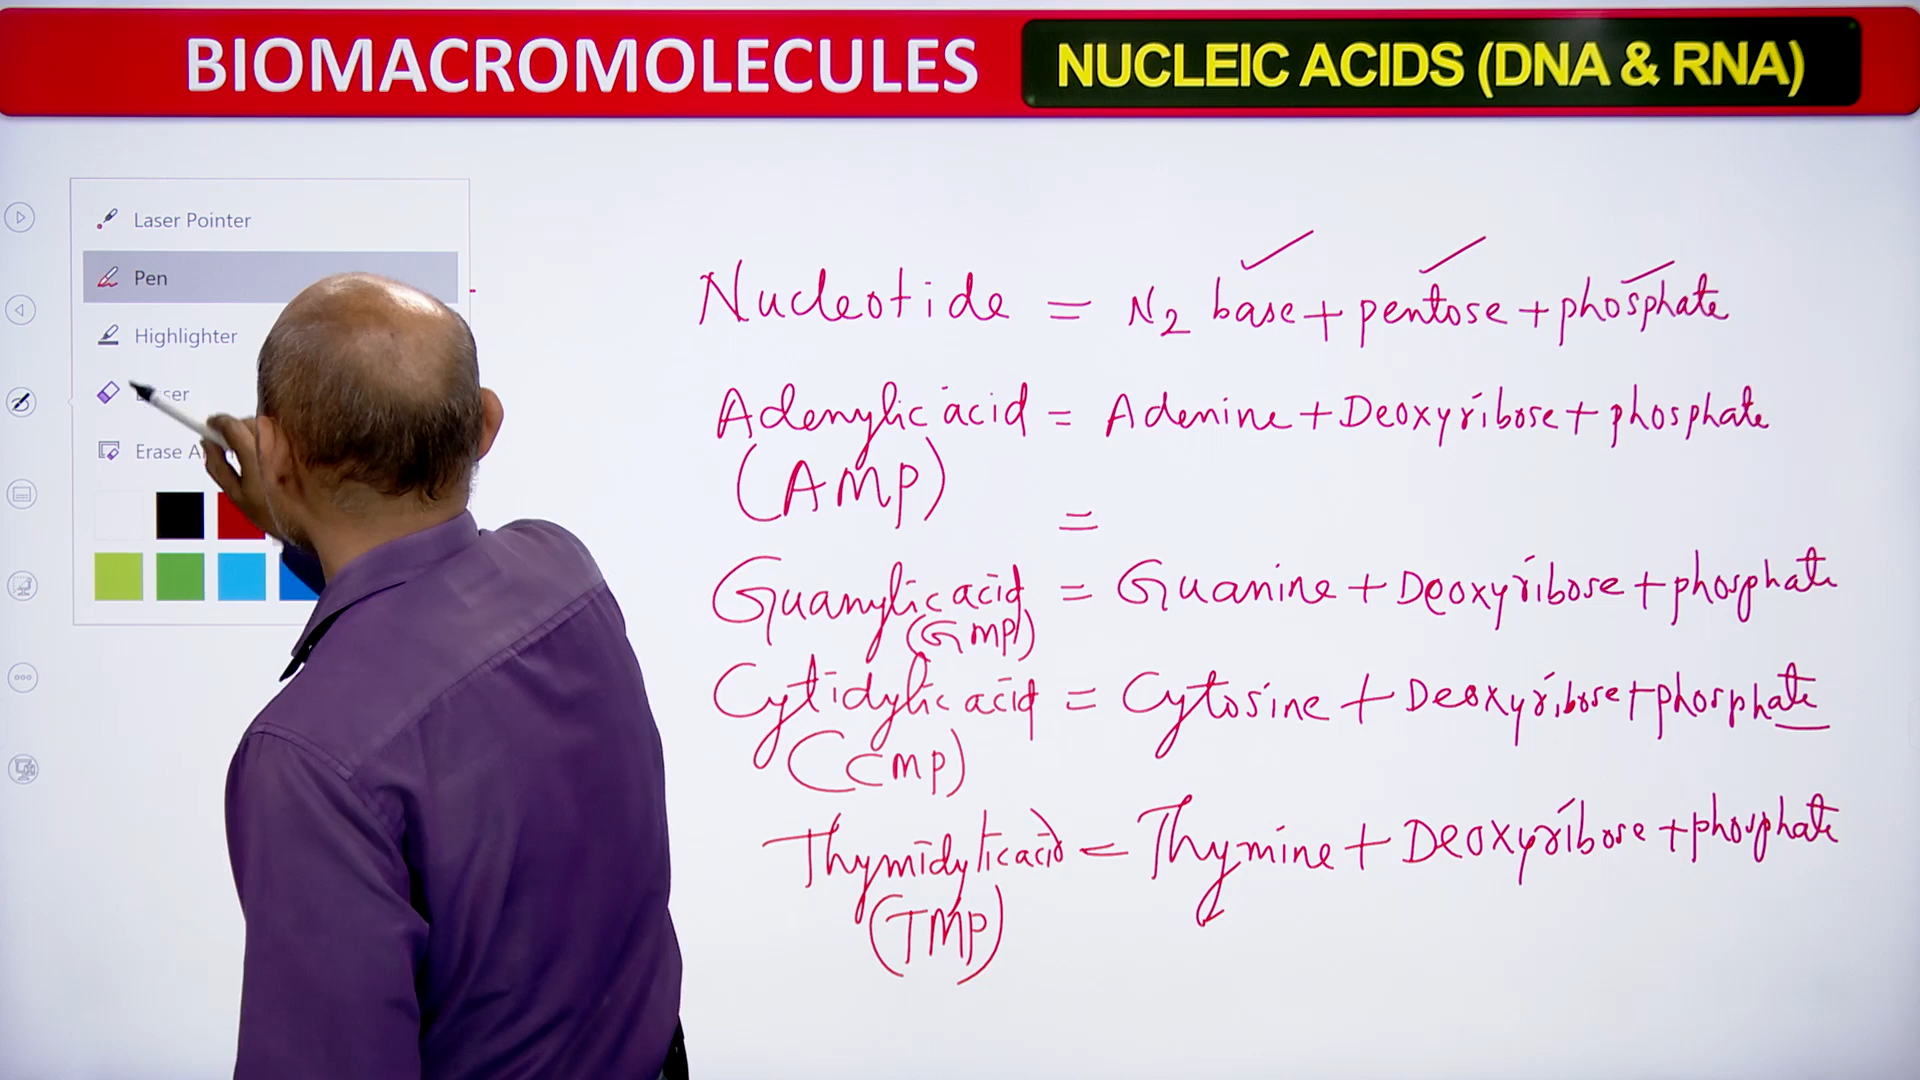 BIOMACROMOLECULES NUCLEIC ACIDS (DNA & RNA)
Laser Pointer
Pen
Highlighter
Eraser
Nucleotide = N2 base + pentose + phosphate
Adenylic acid = Adenine + Deoxyribose + phosphate
(AMP)
=
Guanylic acid = Guanine + Deoxyribose + phosphate
(GMP)
Cytidylic acid = Cytosine + Deoxyribose + phosphate
(CMP)
Thymidylic acid = Thymine + Deoxyribose + phosphate
(TMP)